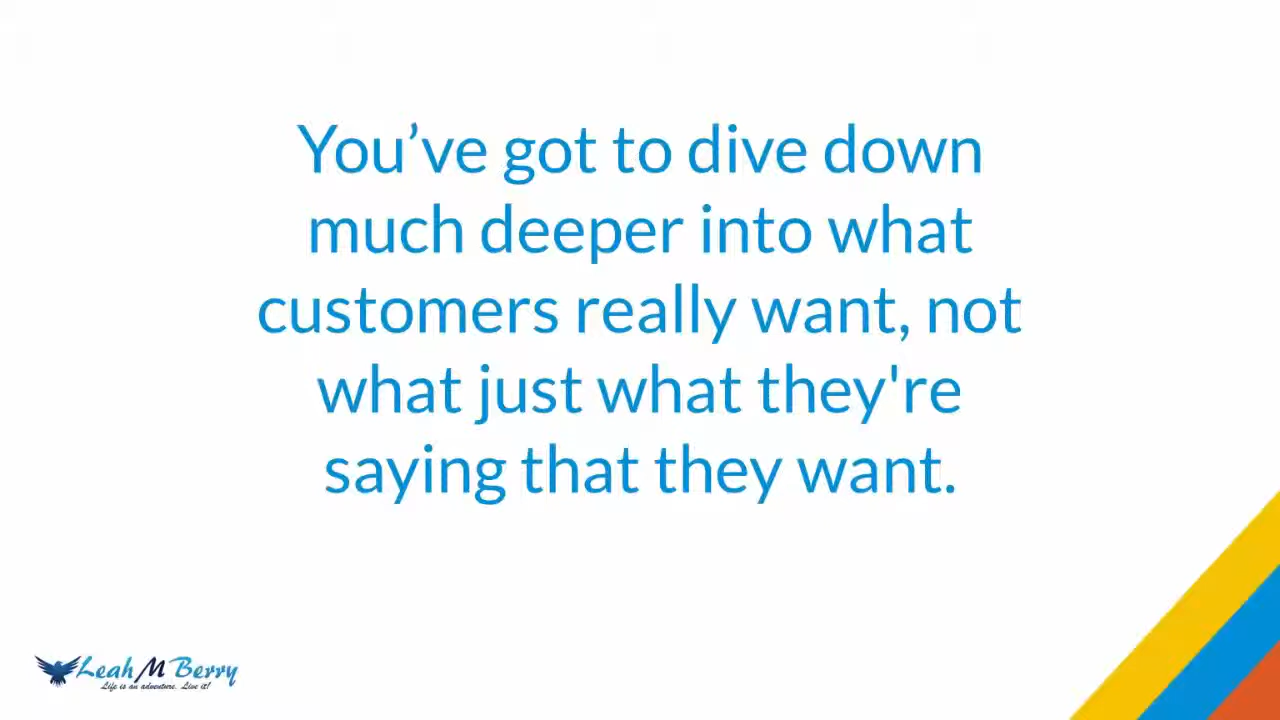 You’ve got to dive down
much deeper into what
customers really want, not
what just what they're
saying that they want.
Leah M Berry
Life is an adventure. Live it!